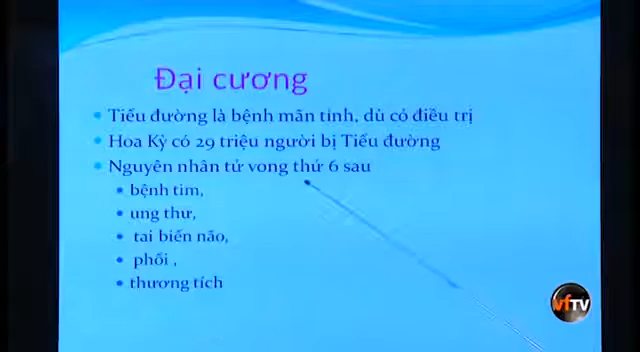 Đại cương
Tiểu đường là bệnh mãn tính, dù có điều trị
Hoa Kỳ có 29 triệu người bị Tiểu đường
Nguyên nhân tử vong thứ 6 sau
bệnh tim,
ung thư,
tai biến não,
phổi ,
thương tích
vfTV